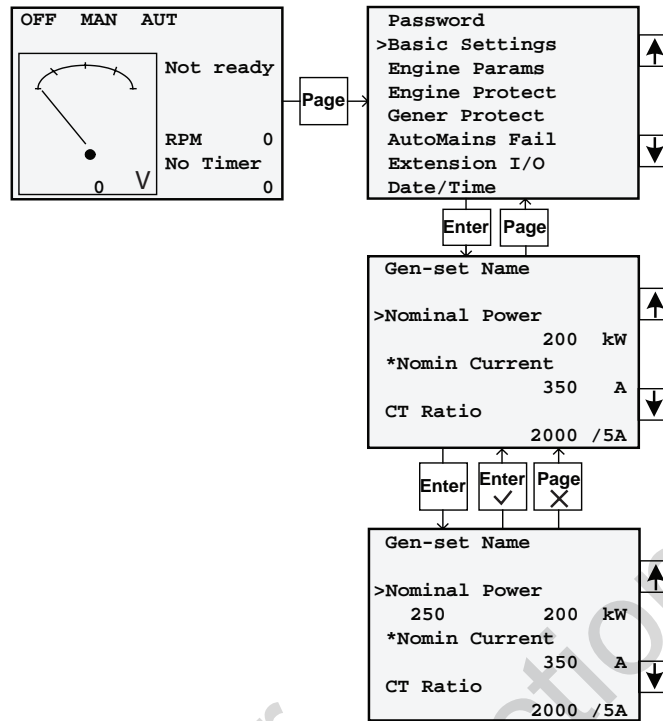 OFF MAN AUT
Not ready
RPM 0
No Timer
0 V 0
Page
Password
>Basic Settings
Engine Params
Engine Protect
Gener Protect
AutoMains Fail
Extension I/O
Date/Time
Enter Page
Gen-set Name
>Nominal Power
200 kW
*Nomin Current
350 A
CT Ratio
2000 /5A
Enter Enter Page
Gen-set Name
>Nominal Power
250 200 kW
*Nomin Current
350 A
CT Ratio
2000 /5A